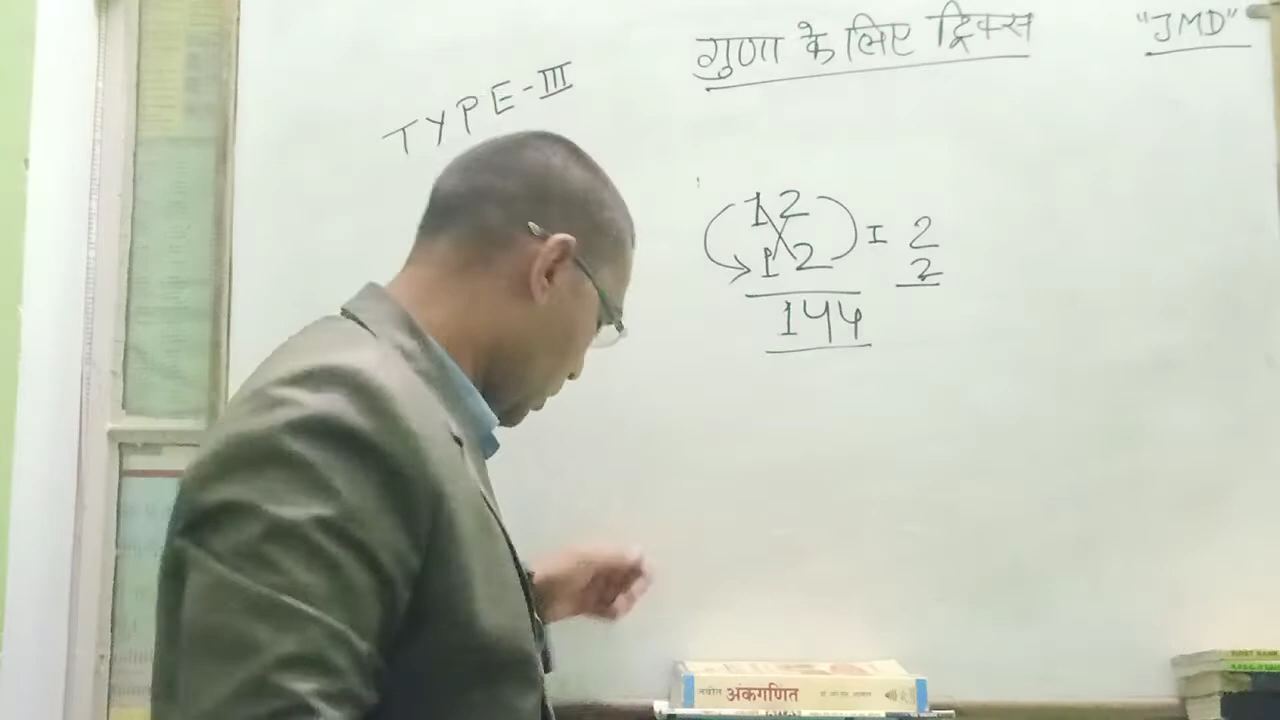 गुणा के लिए ट्रिक्स
"JMD"
TYPE-III
12
12
= 2
2
144
नवीन अंकगणित